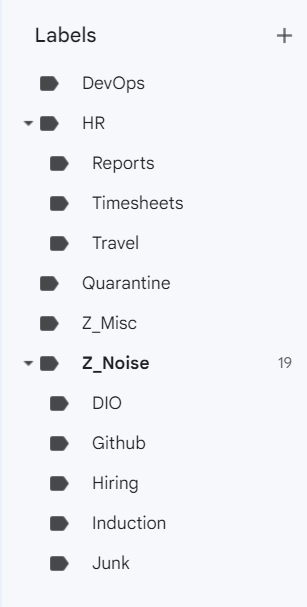 Labels
DevOps
HR
Reports
Timesheets
Travel
Quarantine
Z_Misc
Z_Noise 19
DIO
Github
Hiring
Induction
Junk